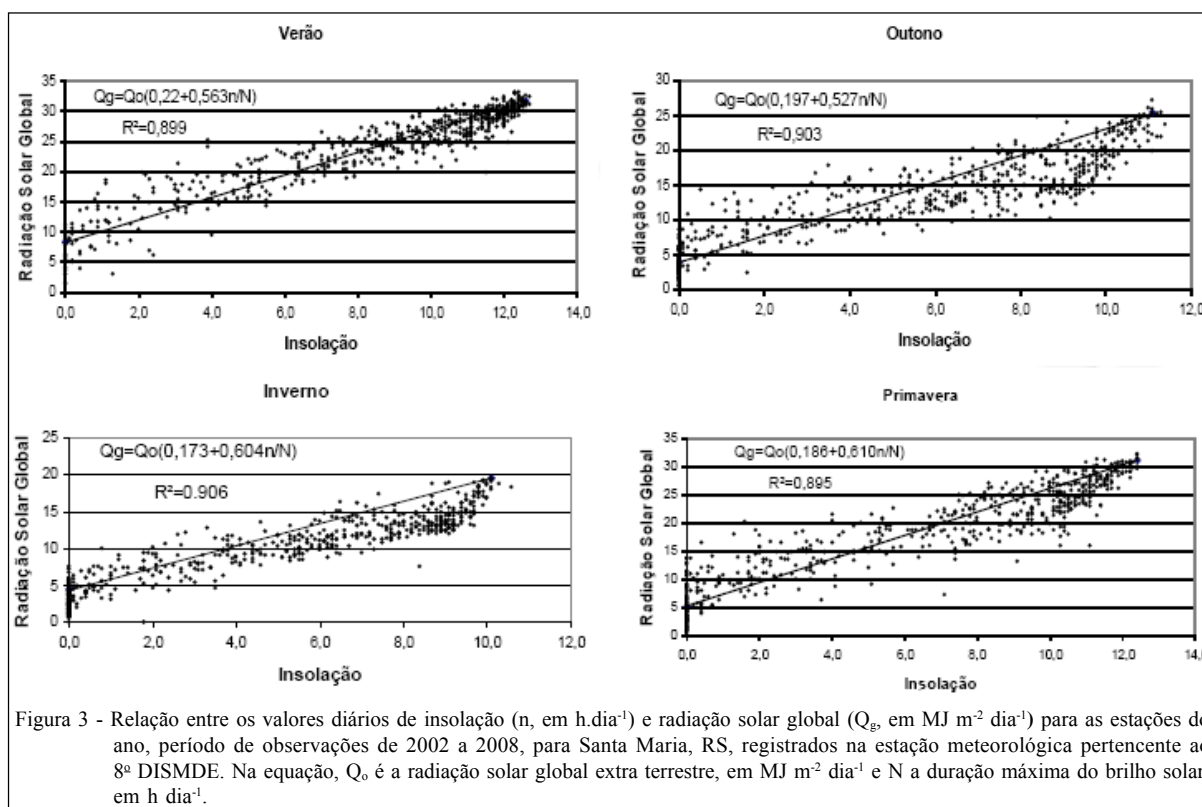 Verão
Radiação Solar Global
35
30
25
20
15
10
5
0
Qg=Qo(0,22+0,563n/N)
R²=0,899
0,0 2,0 4,0 6,0 8,0 10,0 12,0 14,0
Insolação
Outono
Radiação Solar Global
30
25
20
15
10
5
0
Qg=Qo(0,197+0,527n/N)
R²=0,903
0,0 2,0 4,0 6,0 8,0 10,0 12,0
Insolação
Inverno
Radiação Solar Global
25
20
15
10
5
0
Qg=Qo(0,173+0,604n/N)
R²=0.906
0,0 2,0 4,0 6,0 8,0 10,0 12,0
Insolação
Primavera
Radiação Solar Global
35
30
25
20
15
10
5
0
Qg=Qo(0,186+0,610n/N)
R²=0,895
0,0 2,0 4,0 6,0 8,0 10,0 12,0 14,0
Insolação
Figura 3 - Relação entre os valores diários de insolação (n, em h.dia⁻¹) e radiação solar global (Qg, em MJ m⁻² dia⁻¹) para as estações do
ano, período de observações de 2002 a 2008, para Santa Maria, RS, registrados na estação meteorológica pertencente ao
8º DISMDE. Na equação, Qₒ é a radiação solar global extra terrestre, em MJ m⁻² dia⁻¹ e N a duração máxima do brilho solar,
em h dia⁻¹.